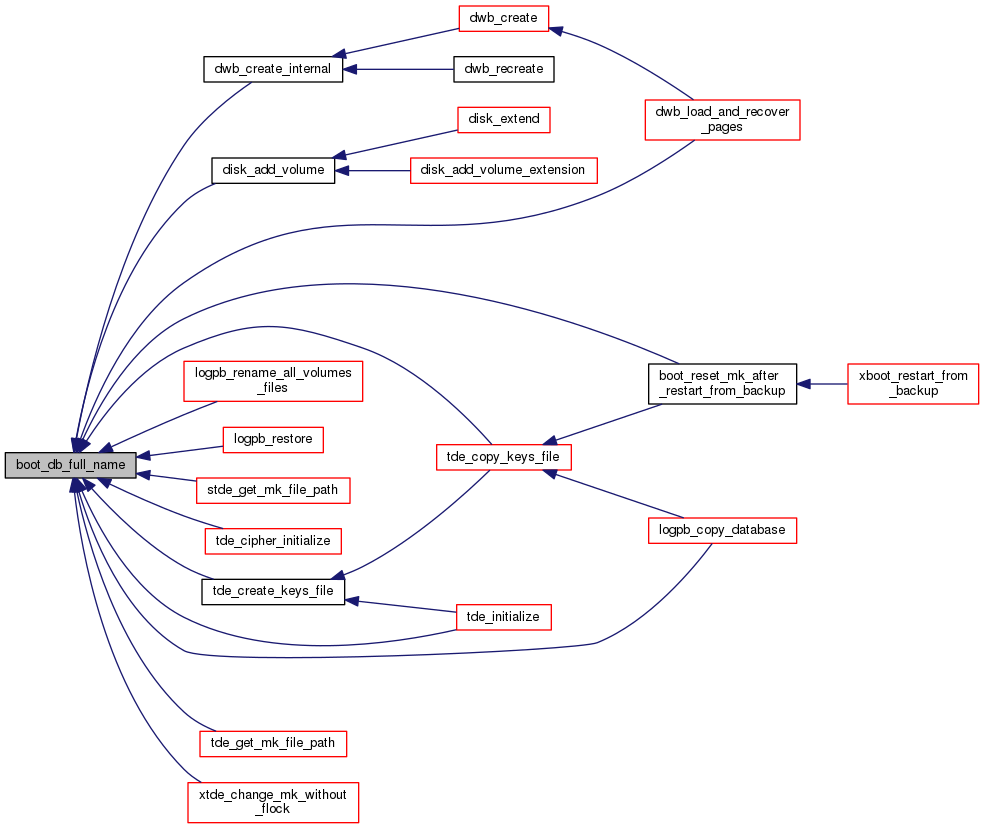 dwb_create
dwb_create_internal
dwb_recreate
dwb_load_and_recover
_pages
disk_extend
disk_add_volume
disk_add_volume_extension
boot_reset_mk_after
_restart_from_backup
xboot_restart_from
_backup
logpb_rename_all_volumes
_files
logpb_restore
tde_copy_keys_file
boot_db_full_name
stde_get_mk_file_path
logpb_copy_database
tde_cipher_initialize
tde_create_keys_file
tde_initialize
tde_get_mk_file_path
xtde_change_mk_without
_flock